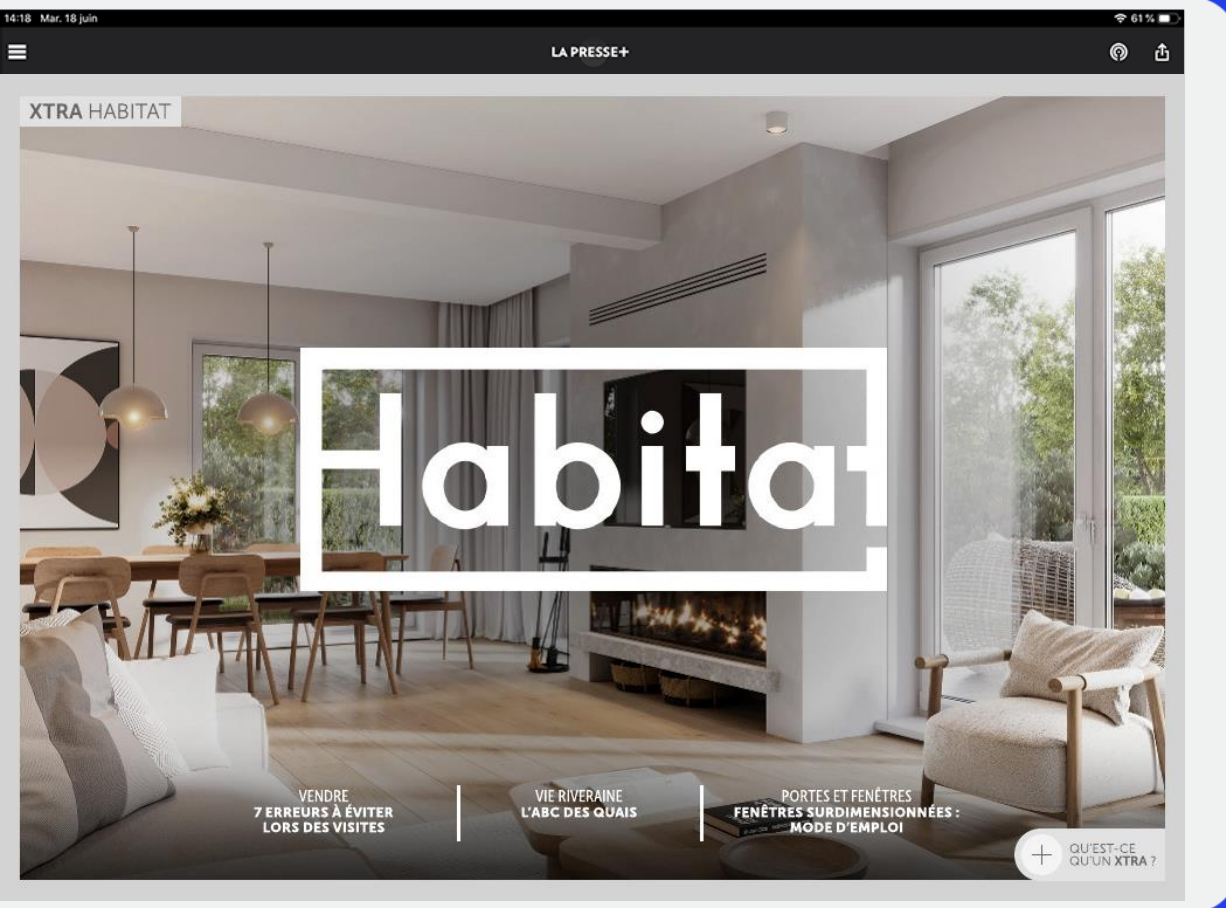 14:18 Mar. 18 juin
61 %
LA PRESSE+
XTRA HABITAT
Habitat
VENDRE
7 ERREURS À ÉVITER
LORS DES VISITES
VIE RIVERAINE
L'ABC DES QUAIS
PORTES ET FENÊTRES
FENÊTRES SURDIMENSIONNÉES :
MODE D'EMPLOI
QU'EST-CE
QU'UN XTRA ?